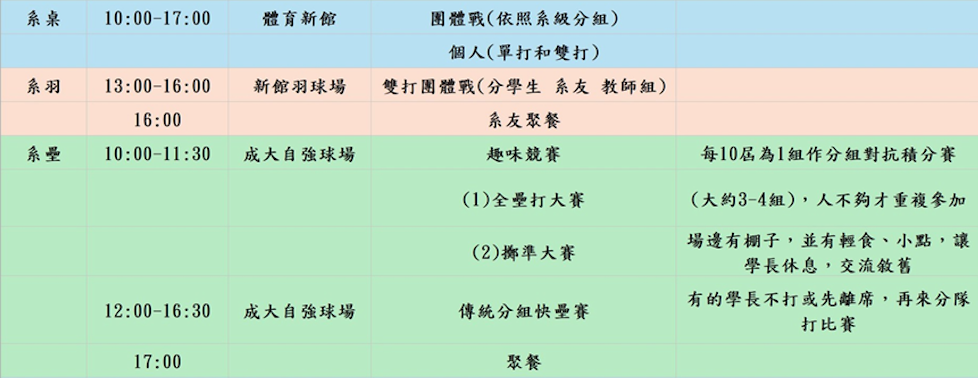 系桌 10:00-17:00 體育新館 團體戰(依照系級分組)
個人(單打和雙打)
系羽 13:00-16:00 新館羽球場 雙打團體戰(分學生 系友 教師組)
16:00 系友聚餐
系壘 10:00-11:30 成大自強球場 趣味競賽 每10屆為1組作分組對抗積分賽
(1)全壘打大賽 (大約3-4組)，人不夠才重複參加
(2)擲準大賽 場邊有棚子，並有輕食、小點，讓
學長休息，交流敘舊
12:00-16:30 成大自強球場 傳統分組快壘賽 有的學長不打或先離席，再來分隊
打比賽
17:00 聚餐